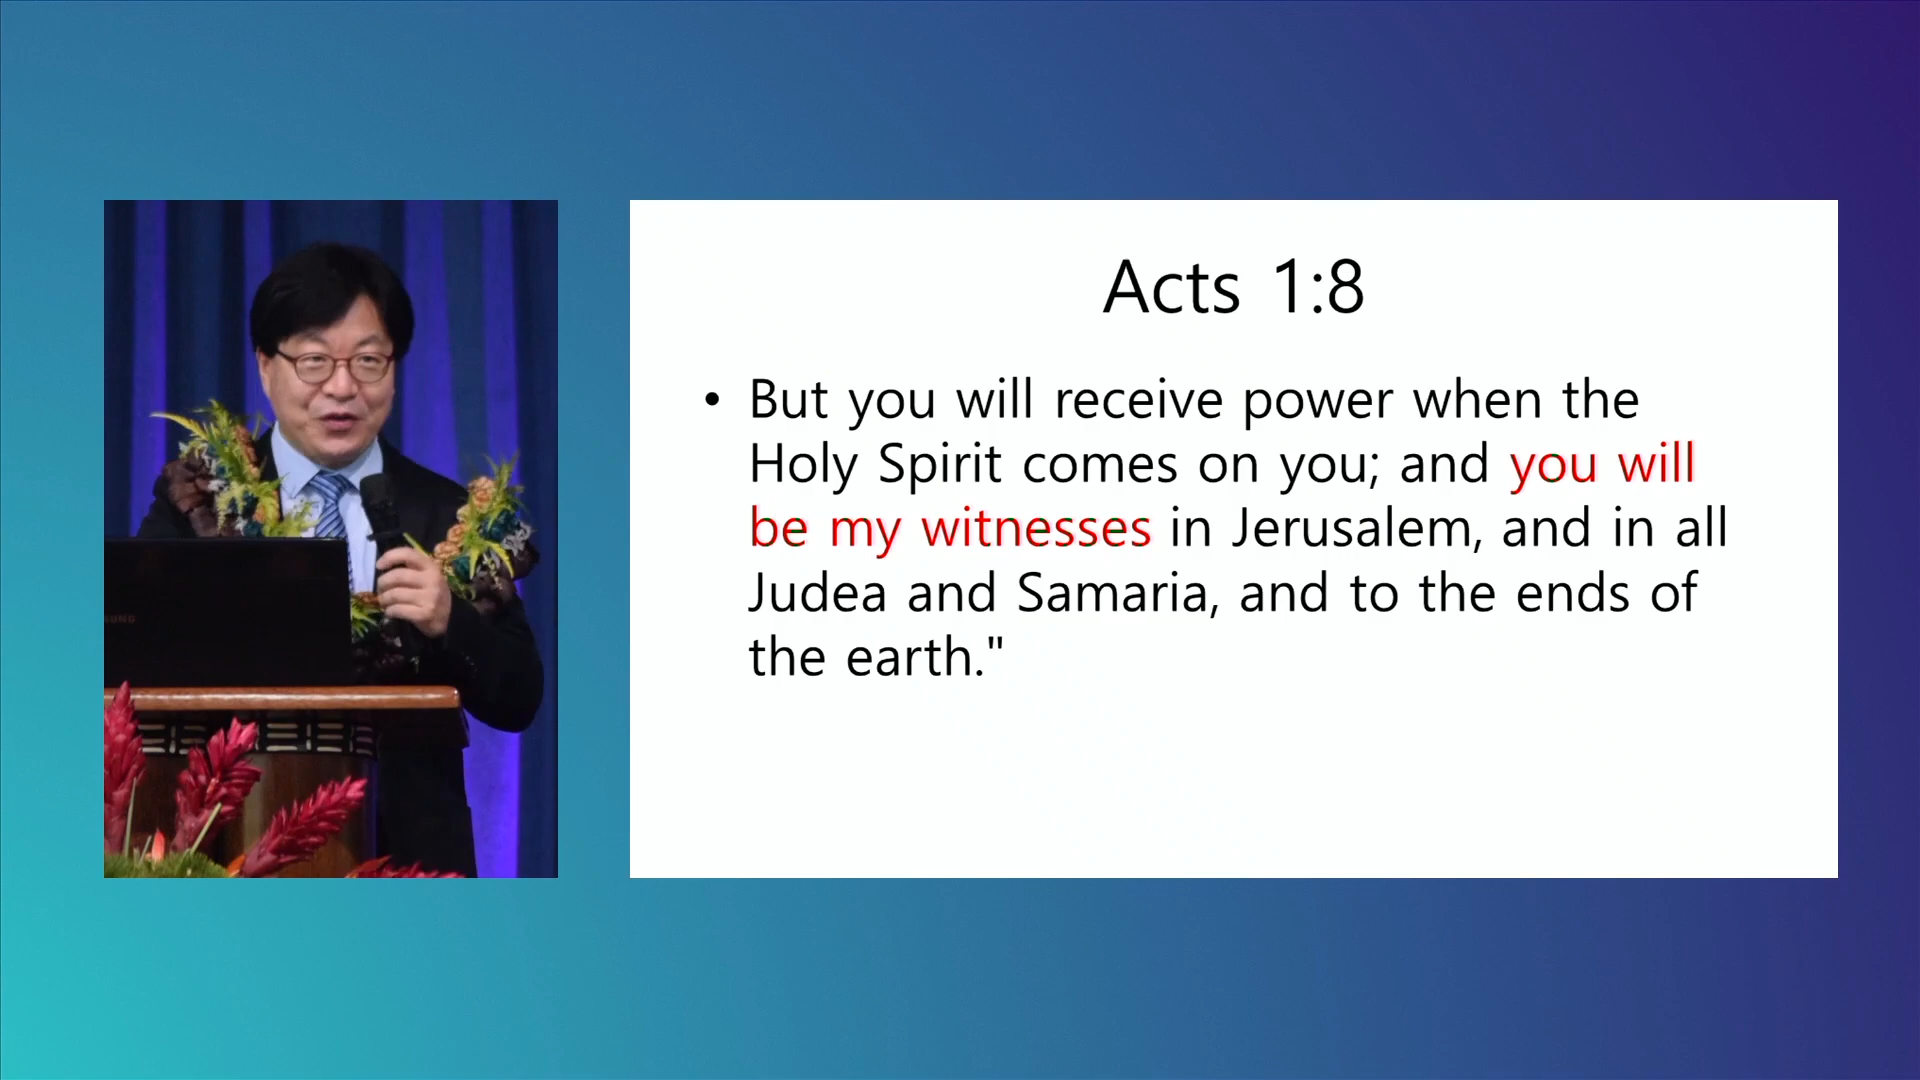 Acts 1:8
• But you will receive power when the
Holy Spirit comes on you; and you will
be my witnesses in Jerusalem, and in all
Judea and Samaria, and to the ends of
the earth."